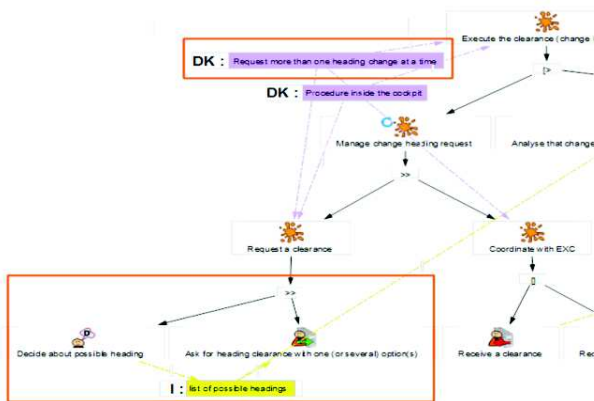 Execute the clearance (change
DK : Request more than one heading change at a time
[>
DK : Procedure inside the cockpit
Manage change heading request
Analyse that change
>>
Request a clearance
Coordinate with EXC
>>
[]
Decide about possible heading
Ask for heading clearance with one (or several) option(s)
Receive a clearance
Rec
I : list of possible headings